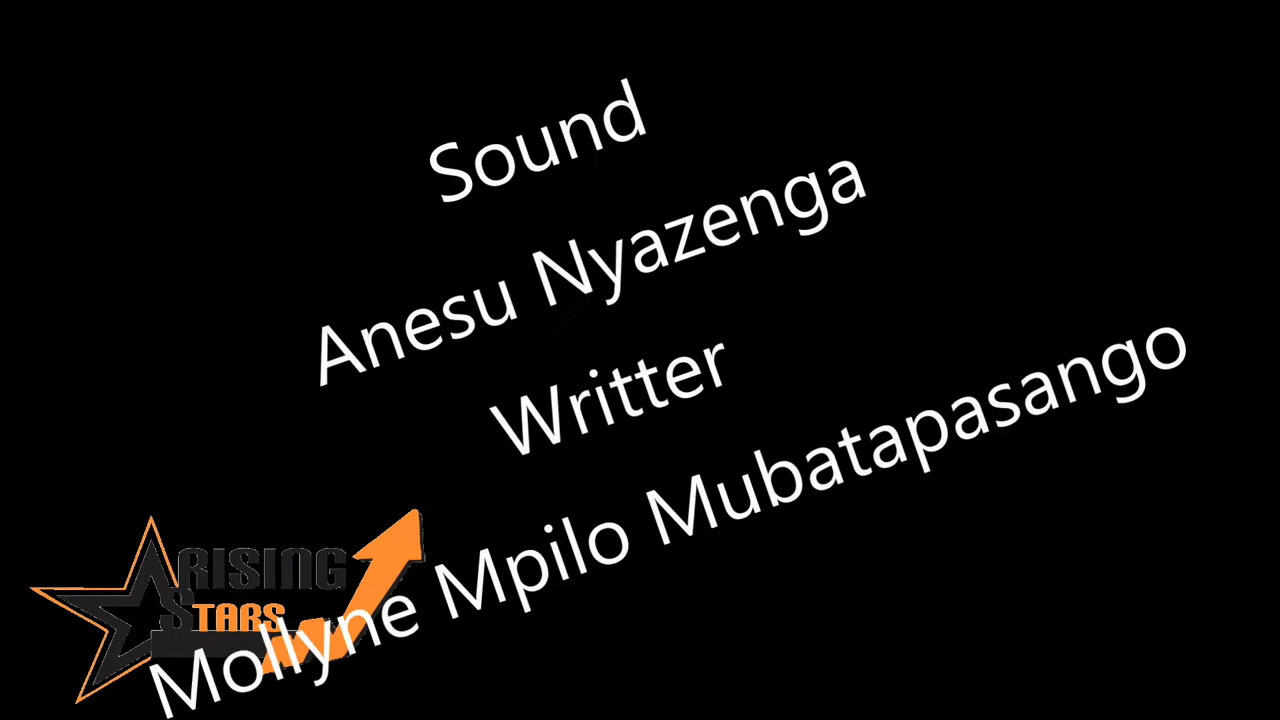 Sound
Anesu Nyazenga
Writter
Mollyne Mpilo Mubatapasango
RISING
STARS